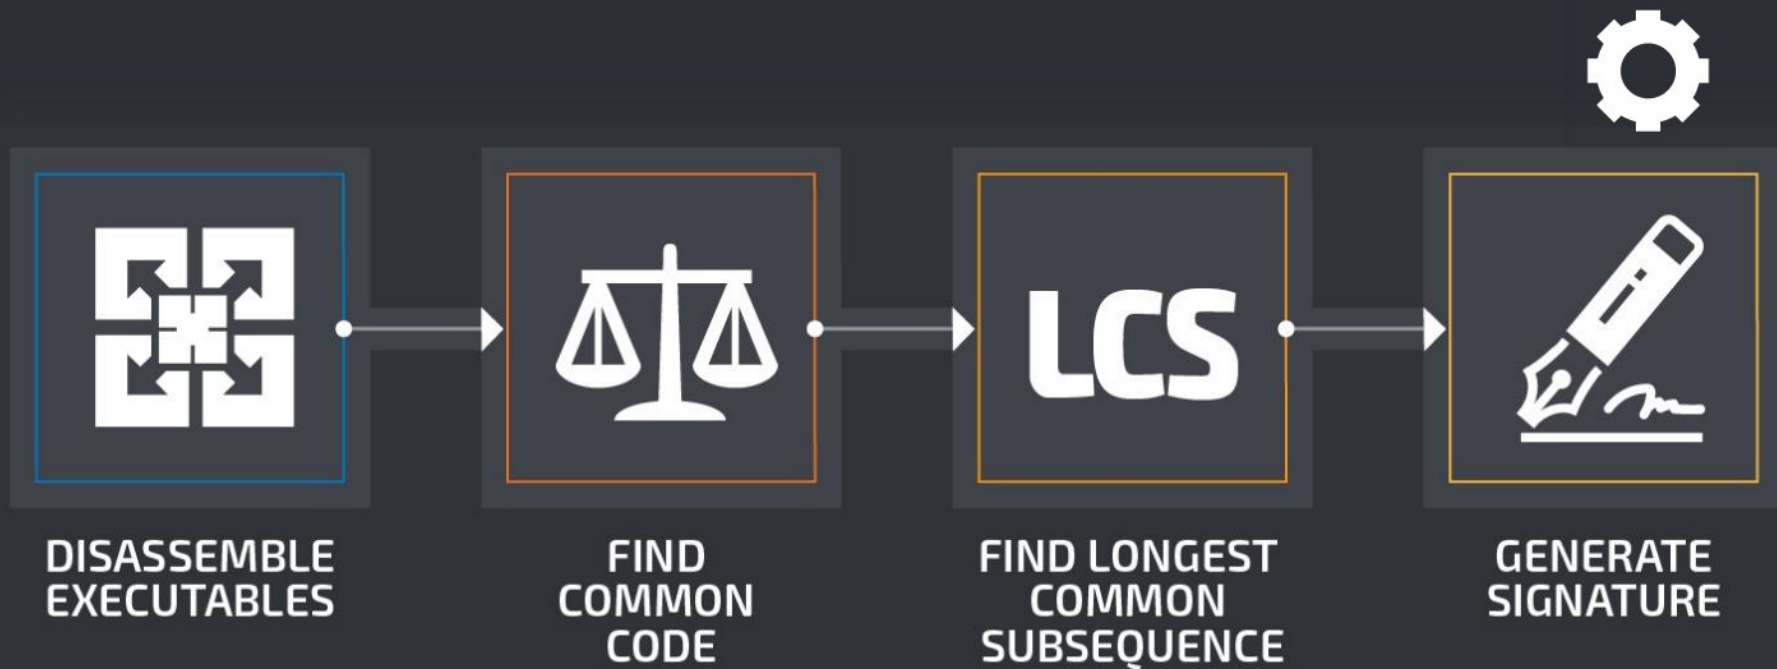 LCS
DISASSEMBLE
EXECUTABLES
FIND
COMMON
CODE
FIND LONGEST
COMMON
SUBSEQUENCE
GENERATE
SIGNATURE